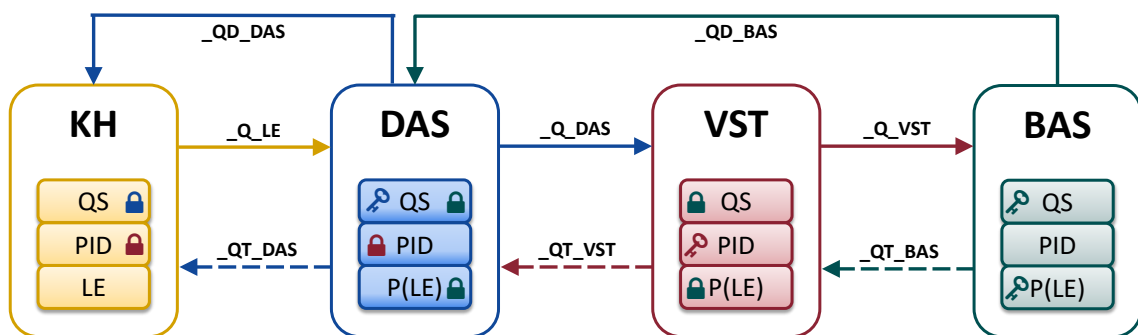 _QD_DAS
_QD_BAS
KH
_Q_LE
DAS
_Q_DAS
VST
_Q_VST
BAS
QS
QS
QS
QS
PID
PID
PID
PID
_QT_DAS
_QT_VST
_QT_BAS
LE
P(LE)
P(LE)
P(LE)